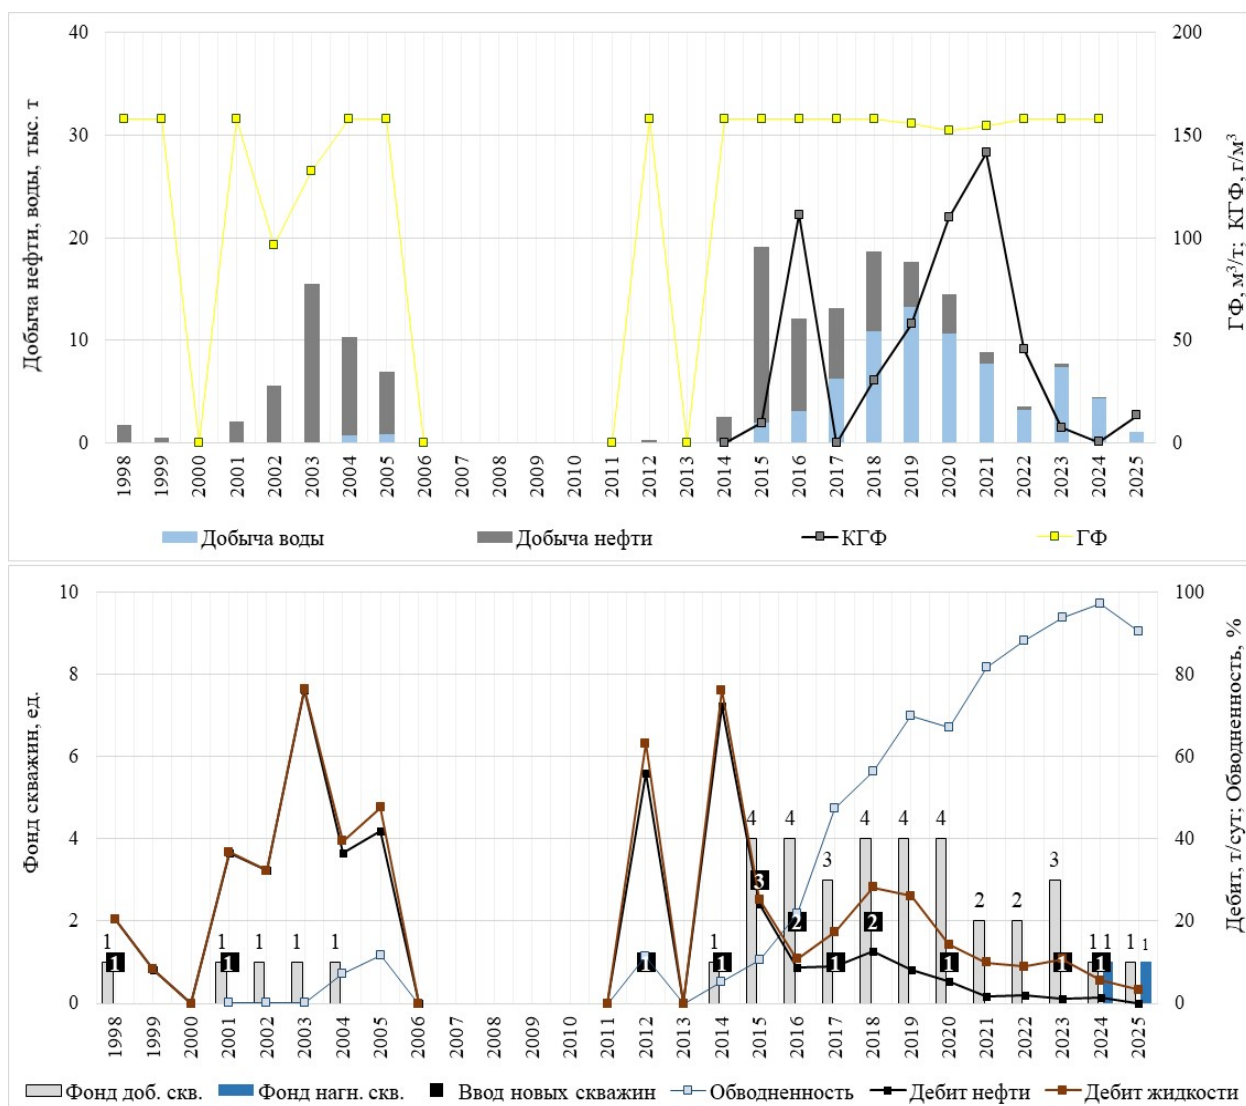 40
30
20
10
0
Добыча нефти, воды, тыс. т
200
150
100
50
0
ГФ, м³/т; КГФ, г/м³
1998 1999 2000 2001 2002 2003 2004 2005 2006 2007 2008 2009 2010 2011 2012 2013 2014 2015 2016 2017 2018 2019 2020 2021 2022 2023 2024 2025
Добыча воды Добыча нефти КГФ ГФ
10
8
6
4
2
0
Фонд скважин, ед.
100
80
60
40
20
0
Дебит, т/сут; Обводненность, %
4 4 3 4 4 4 2 2 3
3 2 2
1 1 1 1 1 1 1 1 1
1 1 1 1 1 1 1 1
1998 1999 2000 2001 2002 2003 2004 2005 2006 2007 2008 2009 2010 2011 2012 2013 2014 2015 2016 2017 2018 2019 2020 2021 2022 2023 2024 2025
Фонд доб. скв. Фонд нагн. скв. Ввод новых скважин Обводненность Дебит нефти Дебит жидкости